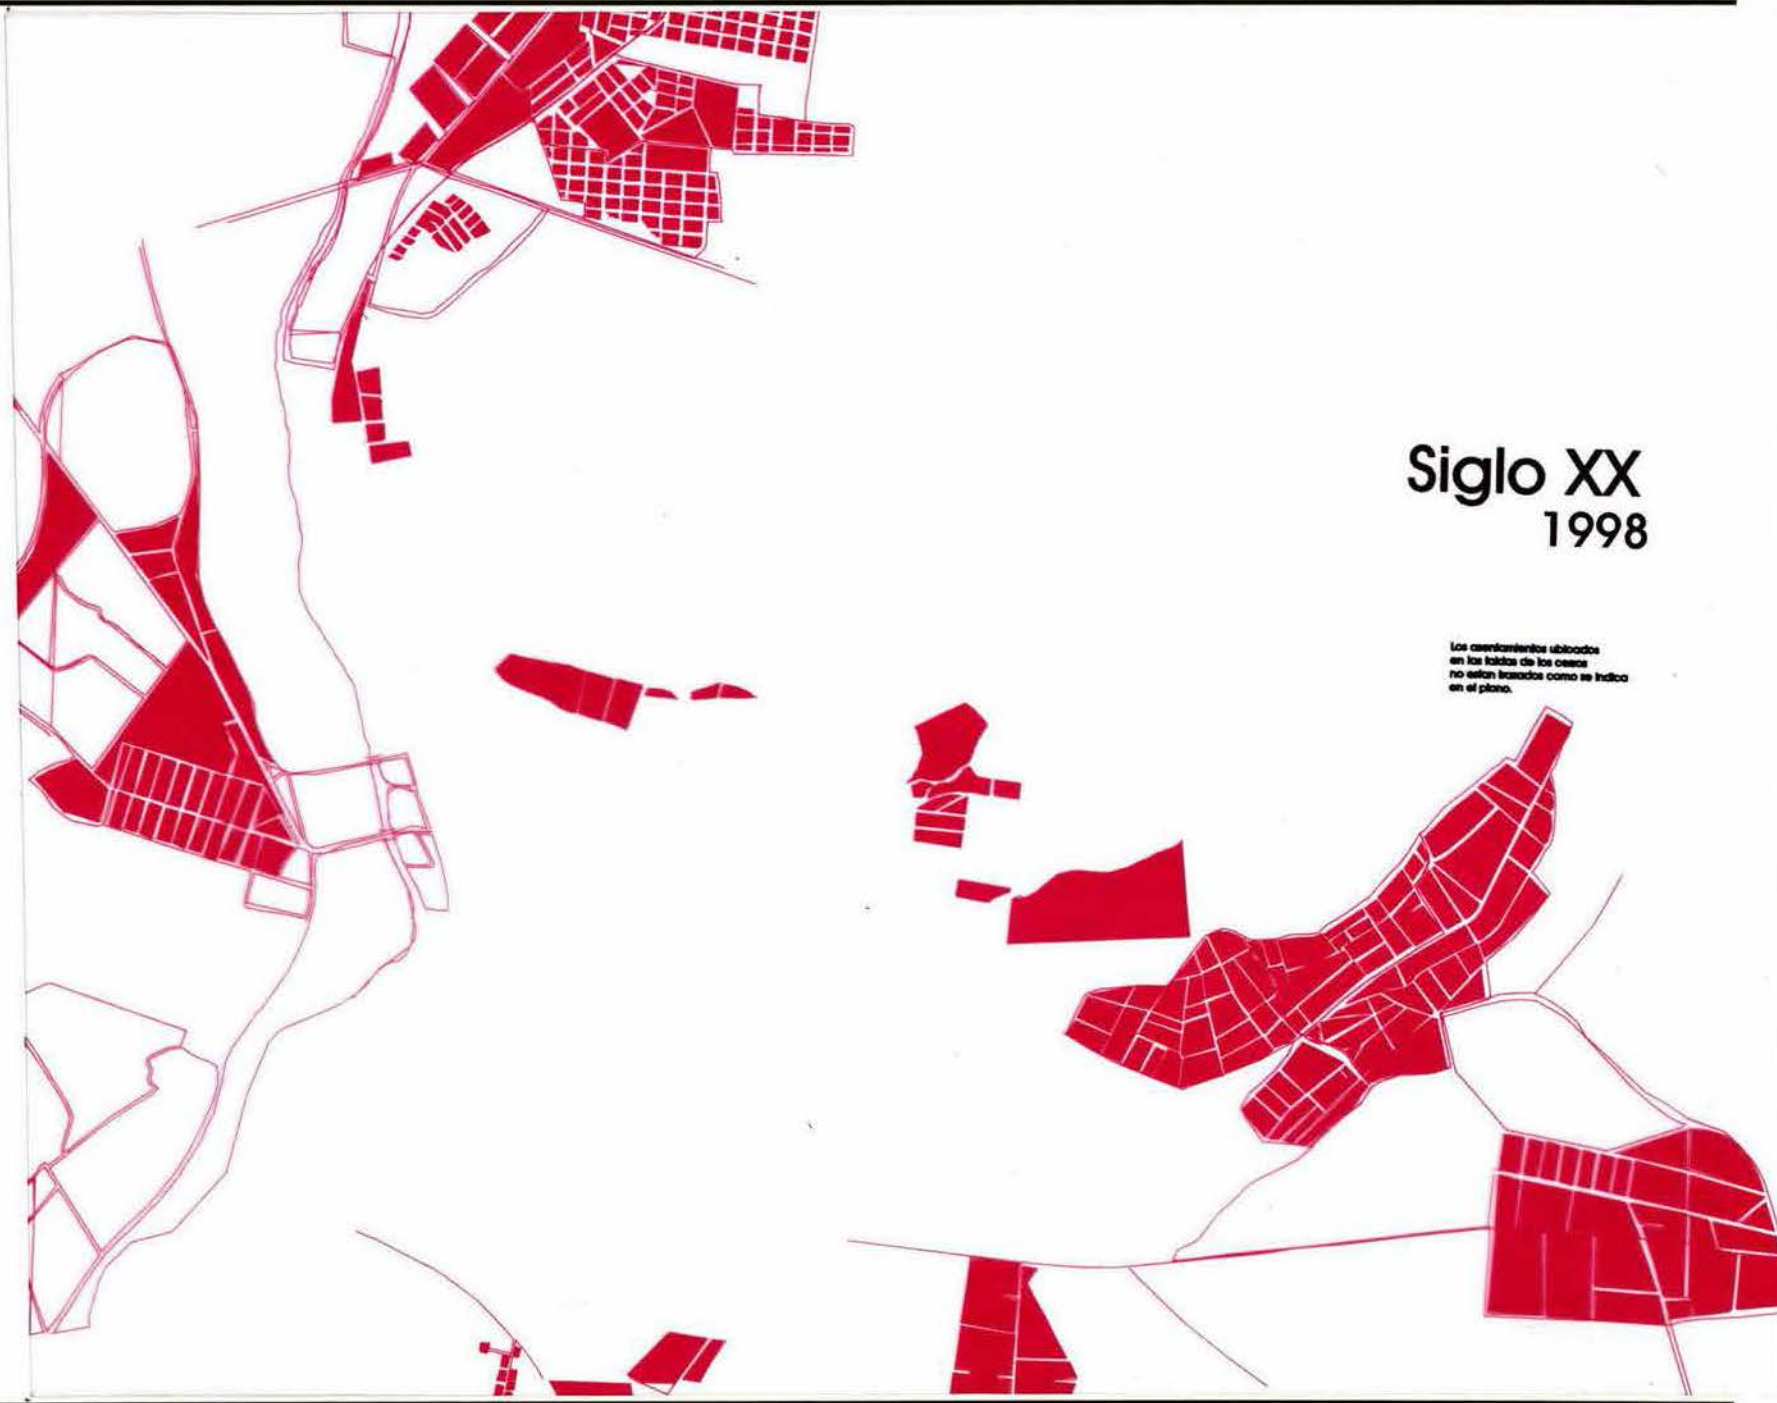 Siglo XX
1998
Los asentamientos ubicados
en las faldas de los cerros
no estan trazados como se indica
en el plano.